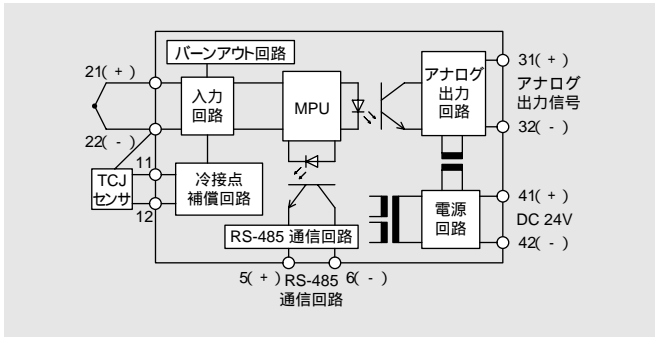 バーンアウト回路
21( + )
入力
回路
MPU
アナログ
出力
回路
31( + )
アナログ
出力信号
32( - )
22( - )
11
TCJ
センサ
12
冷接点
補償回路
RS-485 通信回路
電源
回路
41( + )
DC 24V
42( - )
5( + ) RS-485 6( - )
通信回路